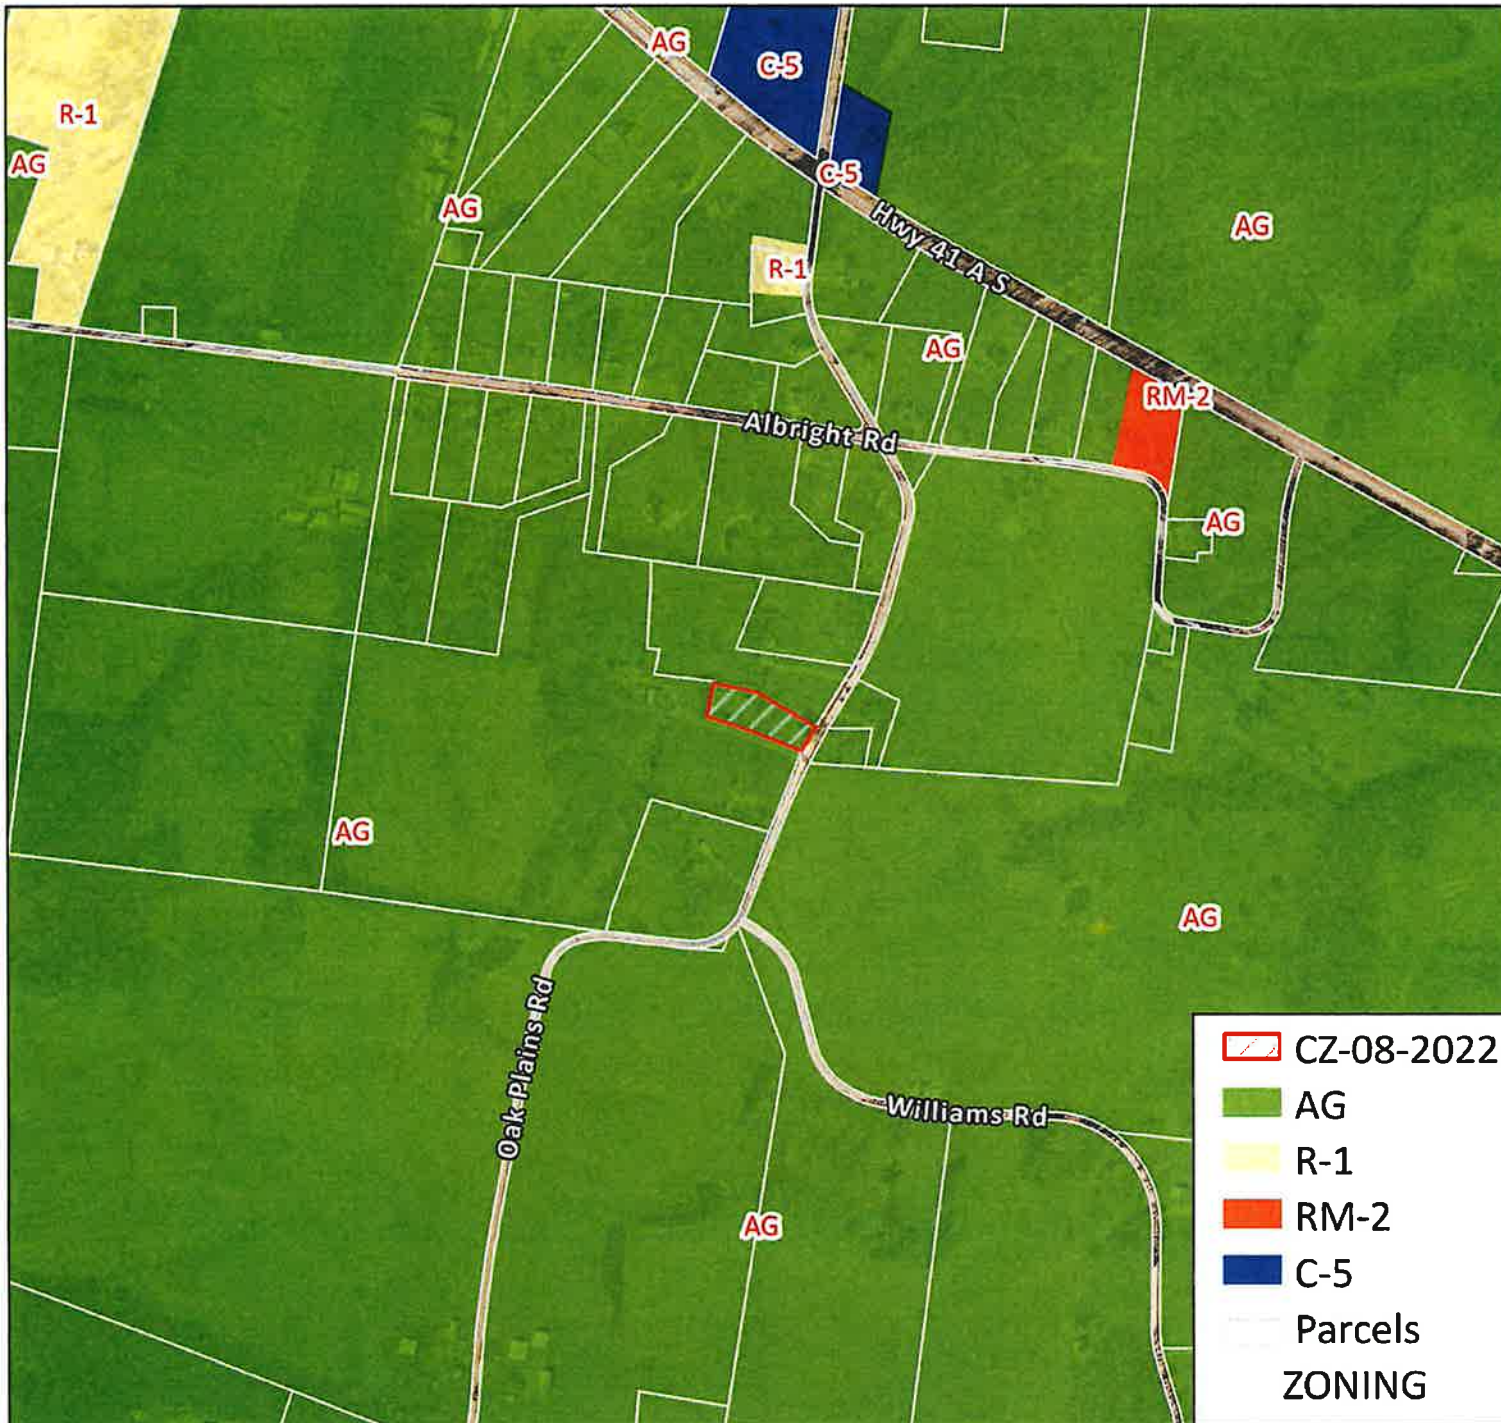 AG
C-5
R-1
AG
C-5
AG
Hwy 41 A S
AG
R-1
AG
RM-2
Albright Rd
AG
AG
AG
Oak Plains Rd
Williams Rd
AG
CZ-08-2022
AG
R-1
RM-2
C-5
Parcels
ZONING